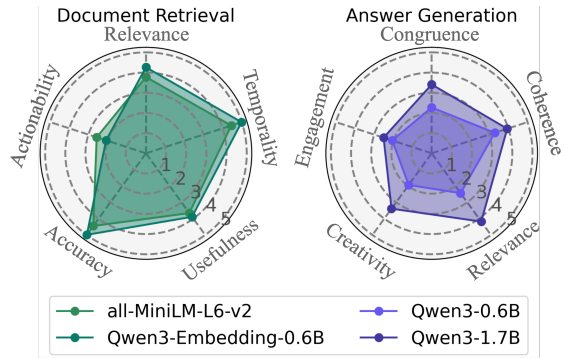 Document Retrieval
Relevance
Temporality
Usefulness
Accuracy
Actionability
1
2
3
4
5
Answer Generation
Congruence
Coherence
Relevance
Creativity
Engagement
1
2
3
4
5
all-MiniLM-L6-v2
Qwen3-Embedding-0.6B
Qwen3-0.6B
Qwen3-1.7B